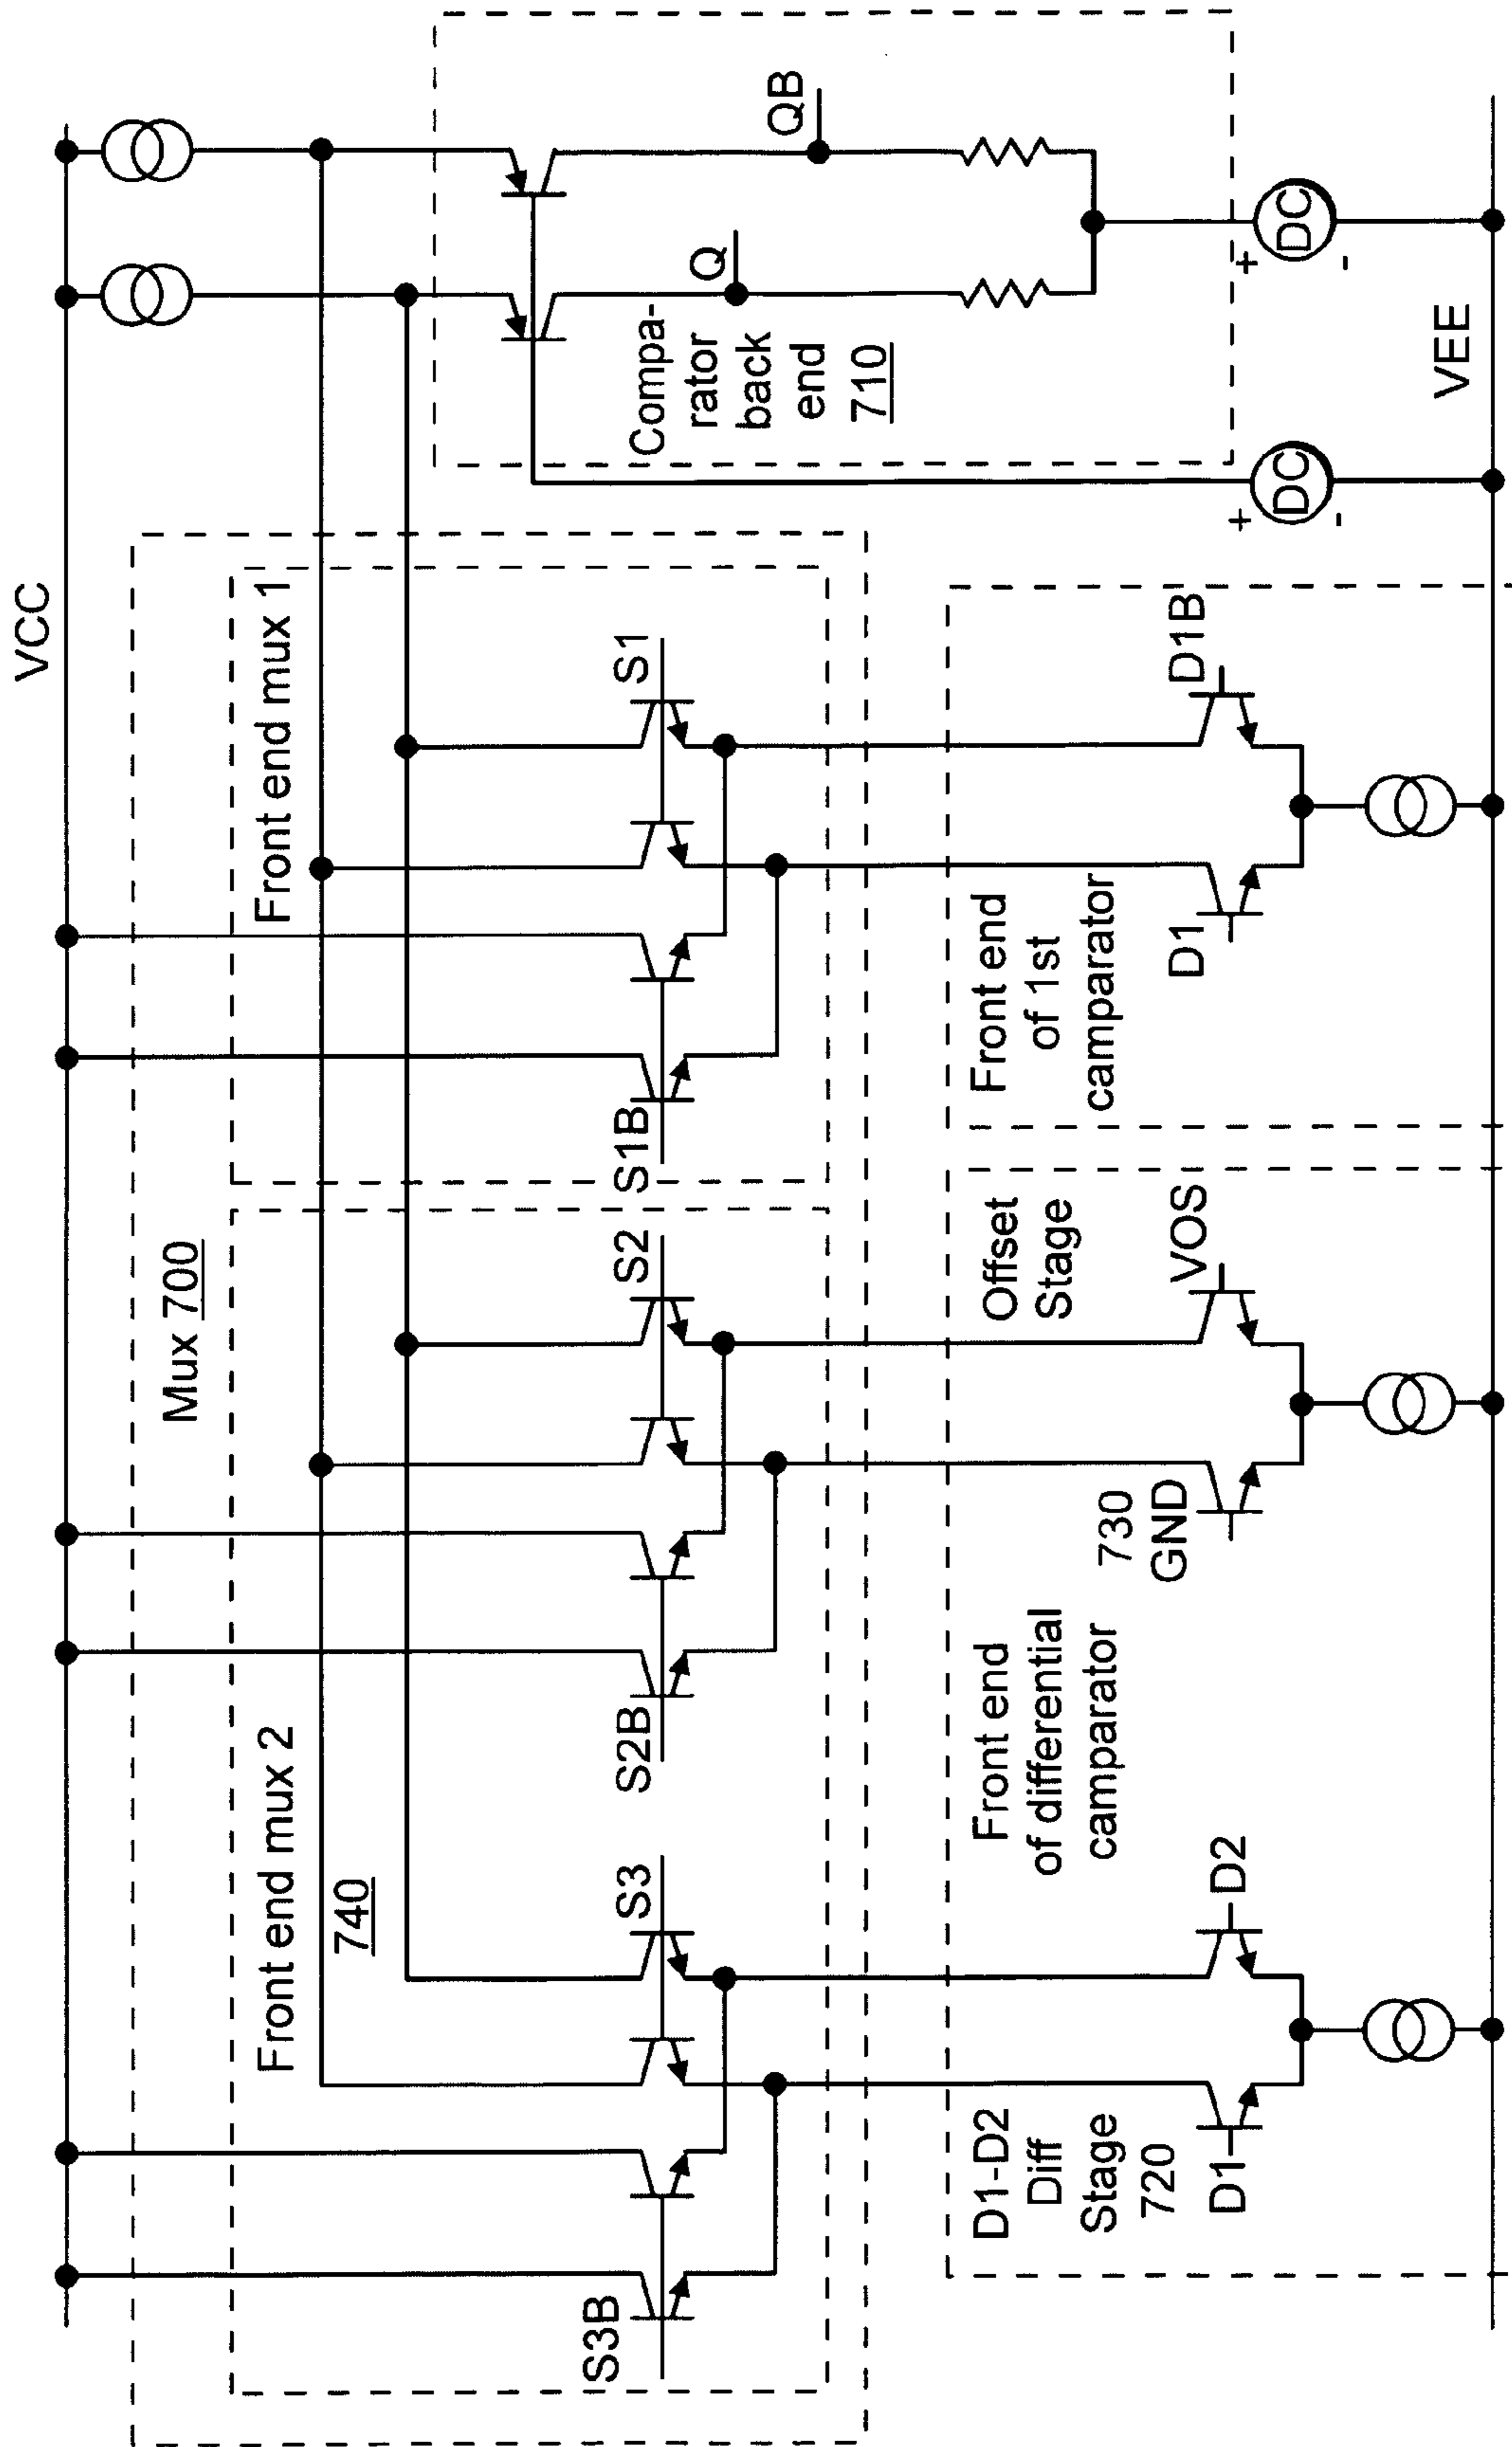 VCC
Mux 700
Front end mux 2
740
Front end mux 1
S3B
S3
S2B
S2
S1B
S1
Compa-
rator
back
end
710
Q
QB
D1-D2
Diff
Stage
720
D1
D2
Front end
of differential
camparator
Offset
Stage
730
GND
VOS
Front end
of 1st
camparator
D1
D1B
+
DC
-
+
DC
-
VEE